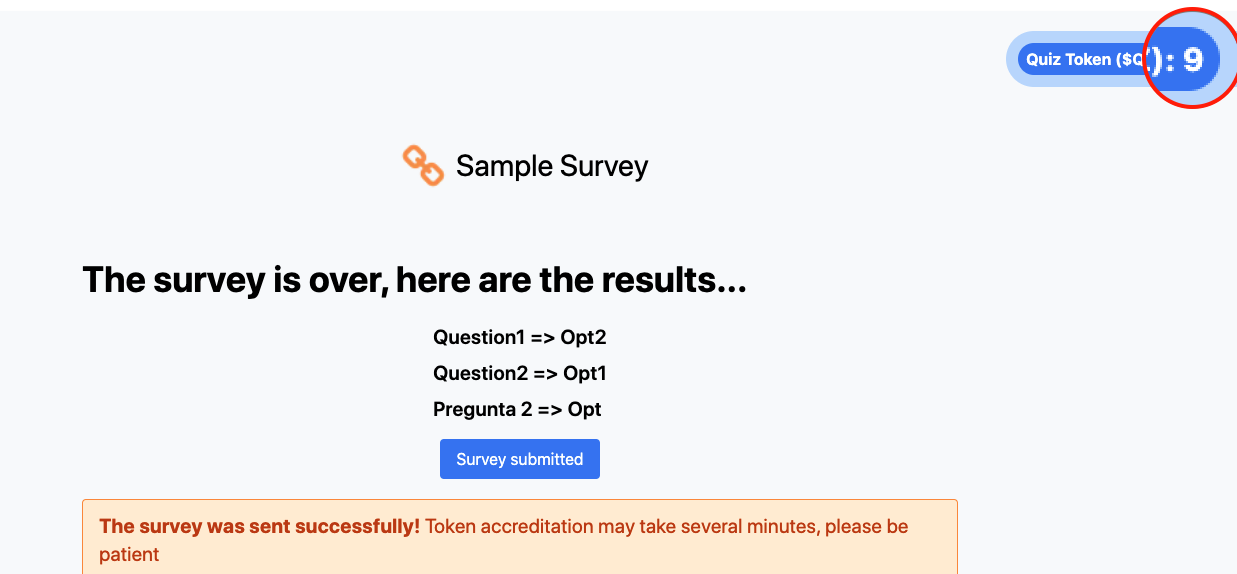 Quiz Token ($Q): 9
Sample Survey
The survey is over, here are the results...
Question1 => Opt2
Question2 => Opt1
Pregunta 2 => Opt
Survey submitted
The survey was sent successfully! Token accreditation may take several minutes, please be
patient